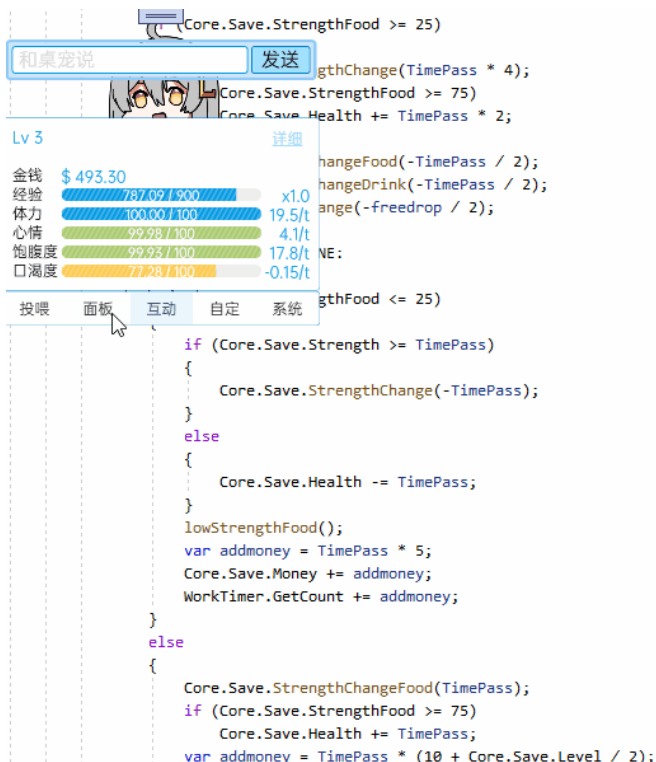 (Core.Save.StrengthFood >= 25)
和桌宠说
发送
gthChange(TimePass * 4);
Core.Save.StrengthFood >= 75)
Core.Save.Health += TimePass * 2;
Lv 3
详细
hangeFood(-TimePass / 2);
hangeDrink(-TimePass / 2);
ange(-freedrop / 2);
金钱 $ 493.30
经验 787.09 / 900 x1.0
体力 100.00 / 100 19.5/t
心情 99.98 / 100 4.1/t
饱腹度 99.93 / 100 17.8/t
口渴度 77.28 / 100 -0.15/t
NE:
gthFood <= 25)
投喂 面板 互动 自定 系统
{
if (Core.Save.Strength >= TimePass)
{
Core.Save.StrengthChange(-TimePass);
}
else
{
Core.Save.Health -= TimePass;
}
lowStrengthFood();
var addmoney = TimePass * 5;
Core.Save.Money += addmoney;
WorkTimer.GetCount += addmoney;
}
else
{
Core.Save.StrengthChangeFood(TimePass);
if (Core.Save.StrengthFood >= 75)
Core.Save.Health += TimePass;
var addmoney = TimePass * (10 + Core.Save.Level / 2);